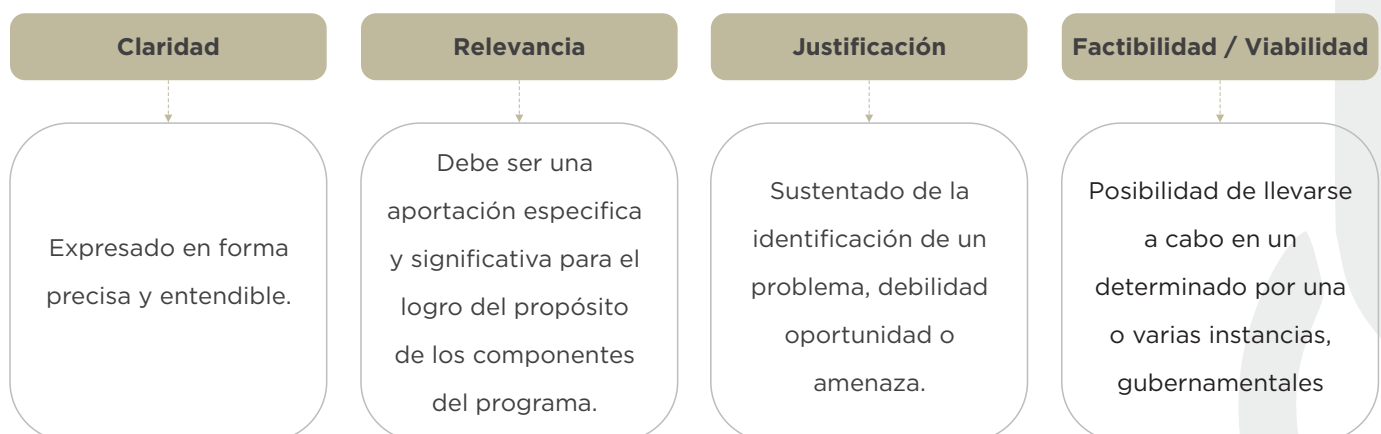 Claridad
Expresado en forma
precisa y entendible.
Relevancia
Debe ser una
aportación especifica
y significativa para el
logro del propósito
de los componentes
del programa.
Justificación
Sustentado de la
identificación de un
problema, debilidad
oportunidad o
amenaza.
Factibilidad / Viabilidad
Posibilidad de llevarse
a cabo en un
determinado por una
o varias instancias,
gubernamentales